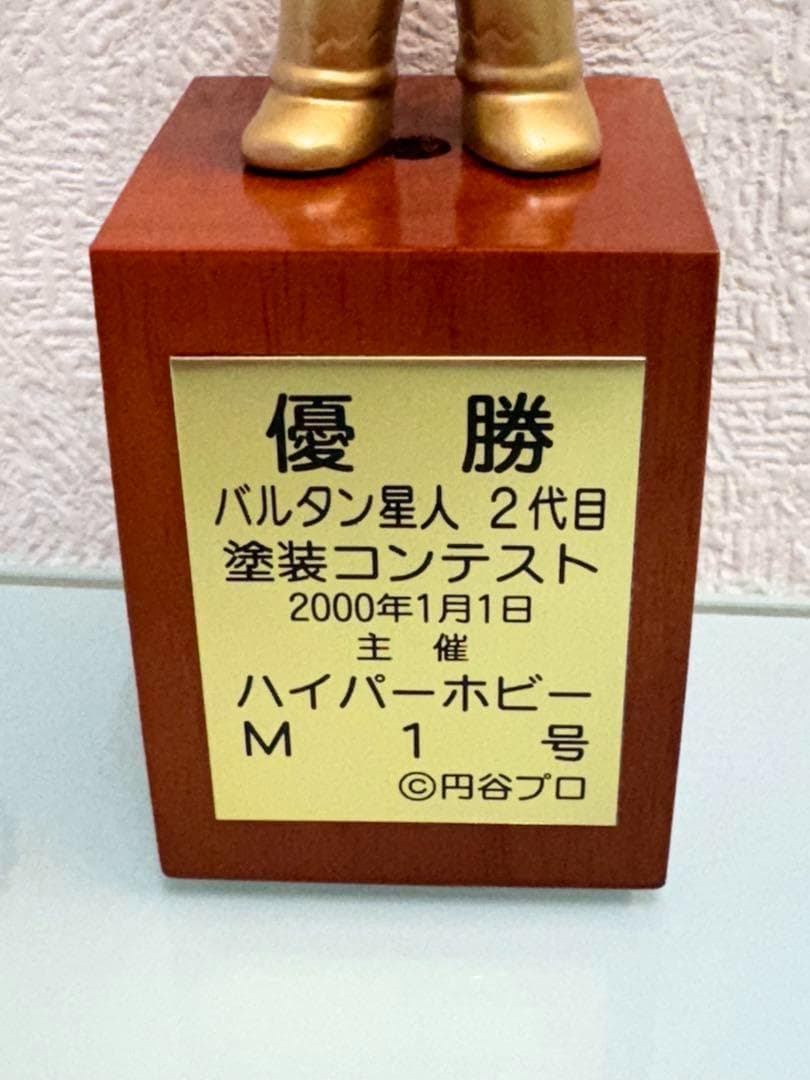 優勝
バルタン星人 2代目
塗装コンテスト
2000年1月1日
主催
ハイパーホビー
M1号
©円谷プロ